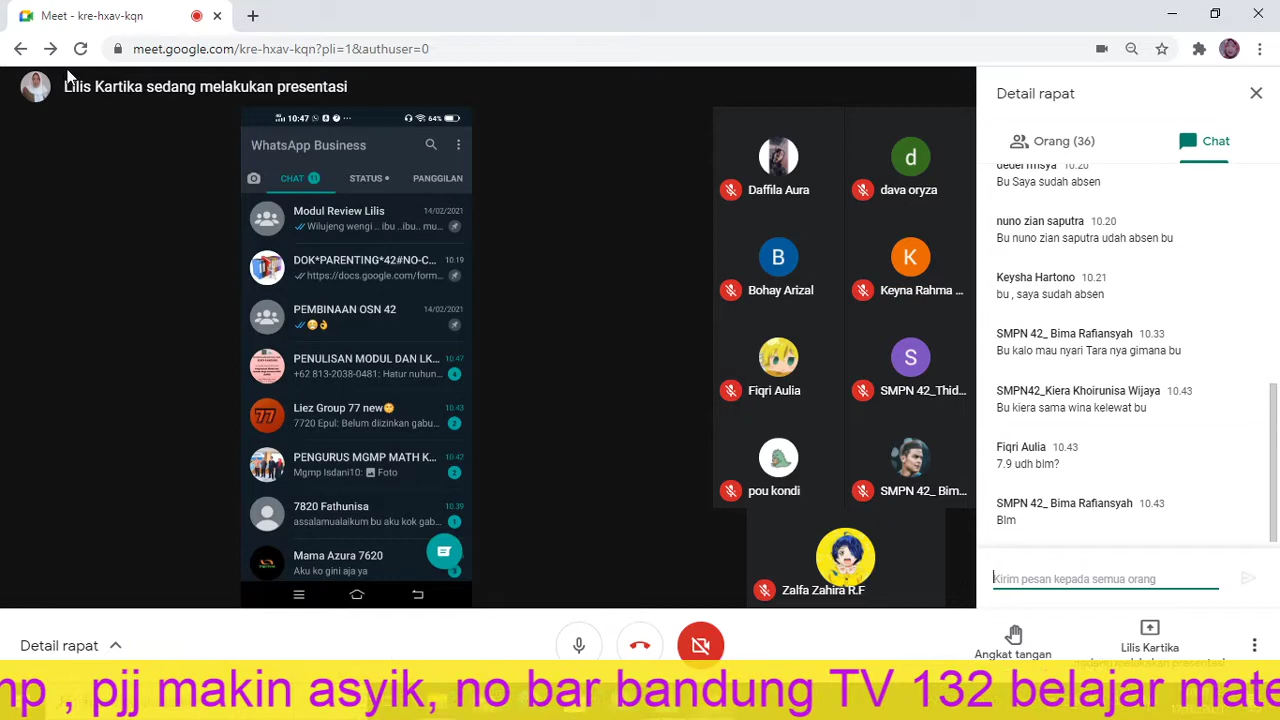 Meet - kre-hxav-kqn
meet.google.com/kre-hxav-kqn?pli=1&authuser=0
Lilis Kartika sedang melakukan presentasi
10:47
64%
WhatsApp Business
CHAT 11
STATUS
PANGGILAN
Modul Review Lilis 14/02/2021
Wilujeng wengi .. ibu ..ibu.. mu...
DOK*PARENTING*42#NO-C... 10.19
https://docs.google.com/form...
PEMBINAAN OSN 42 14/02/2021
PENULISAN MODUL DAN LK... 10.47
+62 813-2038-0481: Hatur nuhun... 4
77
Liez Group 77 new 10.43
7720 Epul: Belum diizinkan gabu... 2
PENGURUS MGMP MATH K... 10.42
Mgmp Isdani10: Foto 2
7820 Fathunisa 10.39
assalamualaikum bu aku kok gab... 1
Mama Azura 7620
Aku ko gini aja ya 3
Daffila Aura
d
dava oryza
B
Bohay Arizal
K
Keyna Rahma ...
Fiqri Aulia
S
SMPN 42_Thid...
pou kondi
SMPN 42_ Bim...
Zalfa Zahira R.F
Detail rapat
Orang (36)
Chat
10.20
Bu Saya sudah absen
nuno zian saputra 10.20
Bu nuno zian saputra udah absen bu
Keysha Hartono 10.21
bu , saya sudah absen
SMPN 42_ Bima Rafiansyah 10.33
Bu kalo mau nyari Tara nya gimana bu
SMPN42_Kiera Khoirunisa Wijaya 10.43
Bu kiera sama wina kelewat bu
Fiqri Aulia 10.43
7.9 udh blm?
SMPN 42_ Bima Rafiansyah 10.43
Blm
Kirim pesan kepada semua orang
Detail rapat
Angkat tangan
Lilis Kartika
mp , pjj makin asyik, no bar bandung TV 132 belajar mate